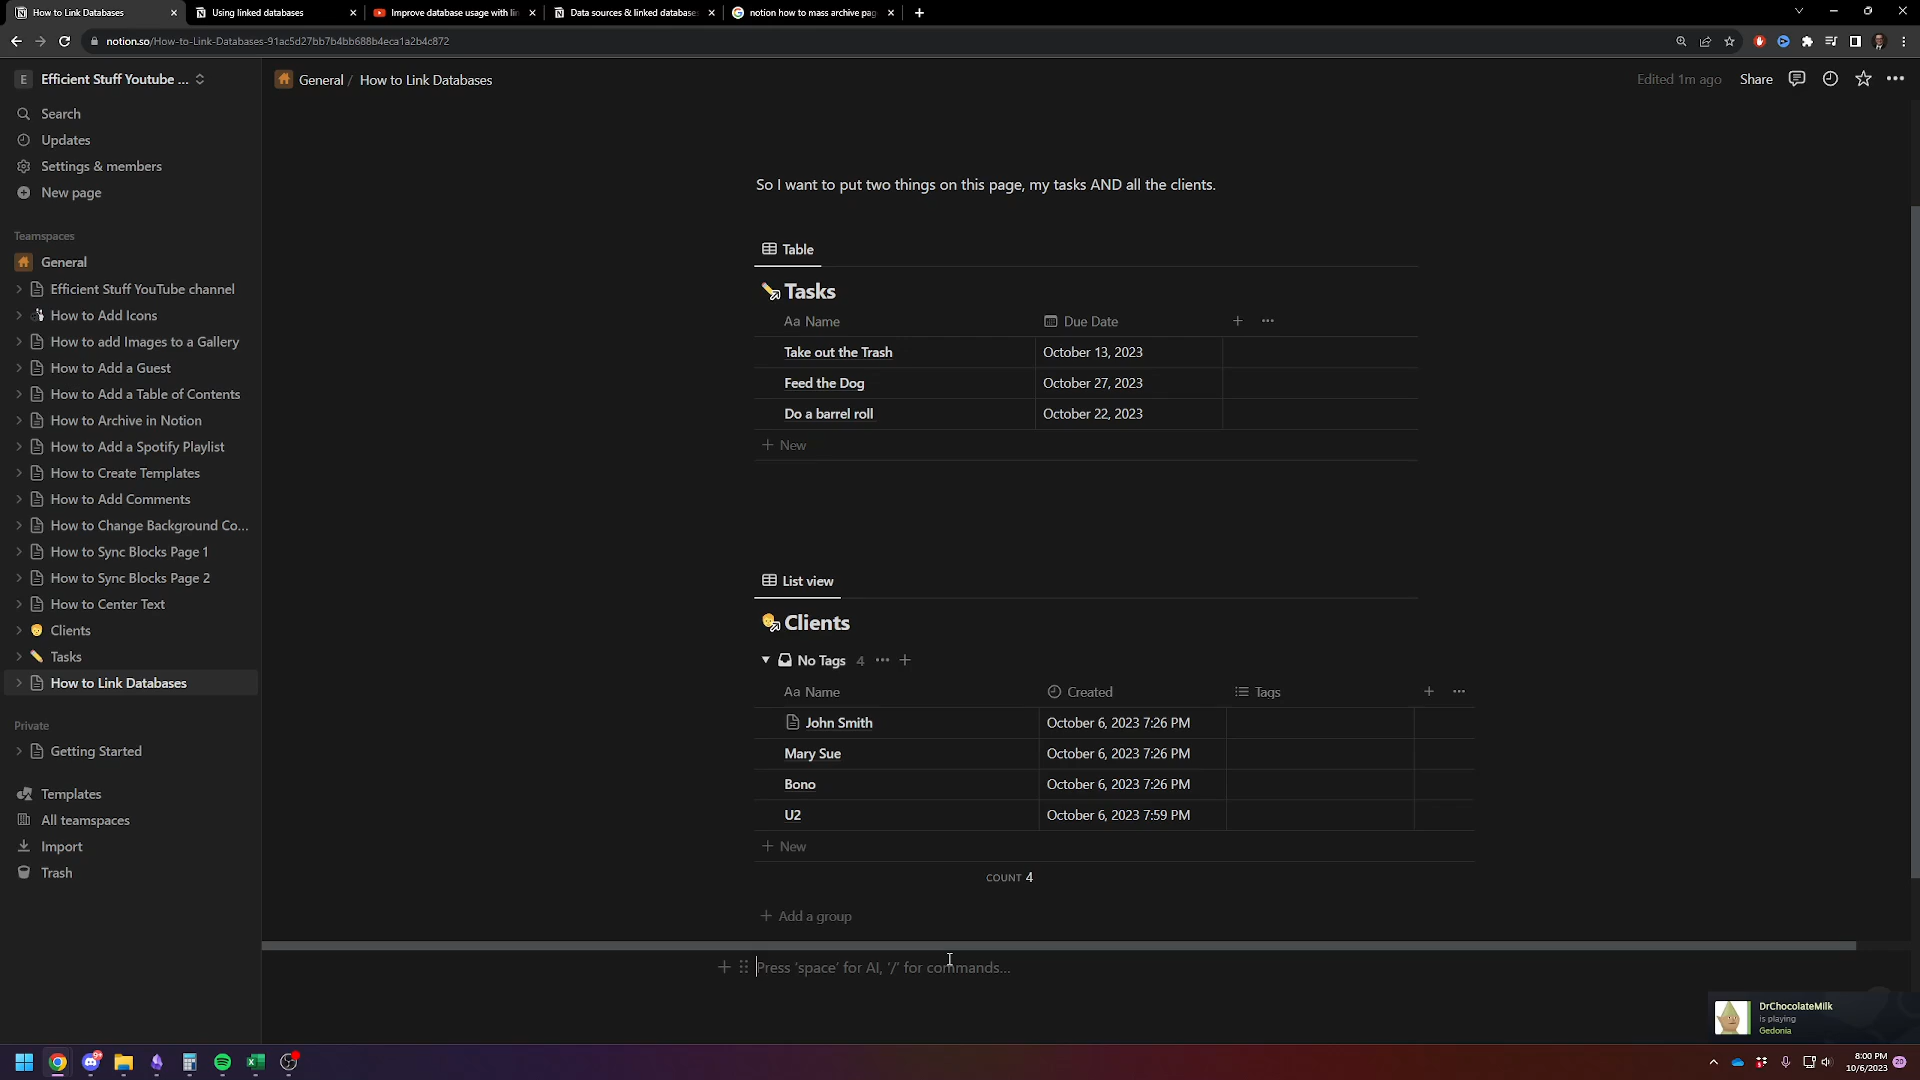 How to Link Databases
Using linked databases
Improve database usage with lin
Data sources & linked database
notion how to mass archive pag
notion.so/How-to-Link-Databases-91ac5d27bb7b4bb688b4eca1a2b4c872
E Efficient Stuff Youtube ...
General / How to Link Databases
Edited 1m ago
Share
Search
Updates
Settings & members
New page
Teamspaces
General
Efficient Stuff YouTube channel
How to Add Icons
How to add Images to a Gallery
How to Add a Guest
How to Add a Table of Contents
How to Archive in Notion
How to Add a Spotify Playlist
How to Create Templates
How to Add Comments
How to Change Background Co...
How to Sync Blocks Page 1
How to Sync Blocks Page 2
How to Center Text
Clients
Tasks
How to Link Databases
Private
Getting Started
Templates
All teamspaces
Import
Trash
So I want to put two things on this page, my tasks AND all the clients.
Table
Tasks
Aa Name Due Date
Take out the Trash October 13, 2023
Feed the Dog October 27, 2023
Do a barrel roll October 22, 2023
+ New
List view
Clients
No Tags 4
Aa Name Created Tags
John Smith October 6, 2023 7:26 PM
Mary Sue October 6, 2023 7:26 PM
Bono October 6, 2023 7:26 PM
U2 October 6, 2023 7:59 PM
+ New
COUNT 4
+ Add a group
Press 'space' for AI, '/' for commands...
DrChocolateMilk
is playing
Gedonia
8:00 PM
10/6/2023
20